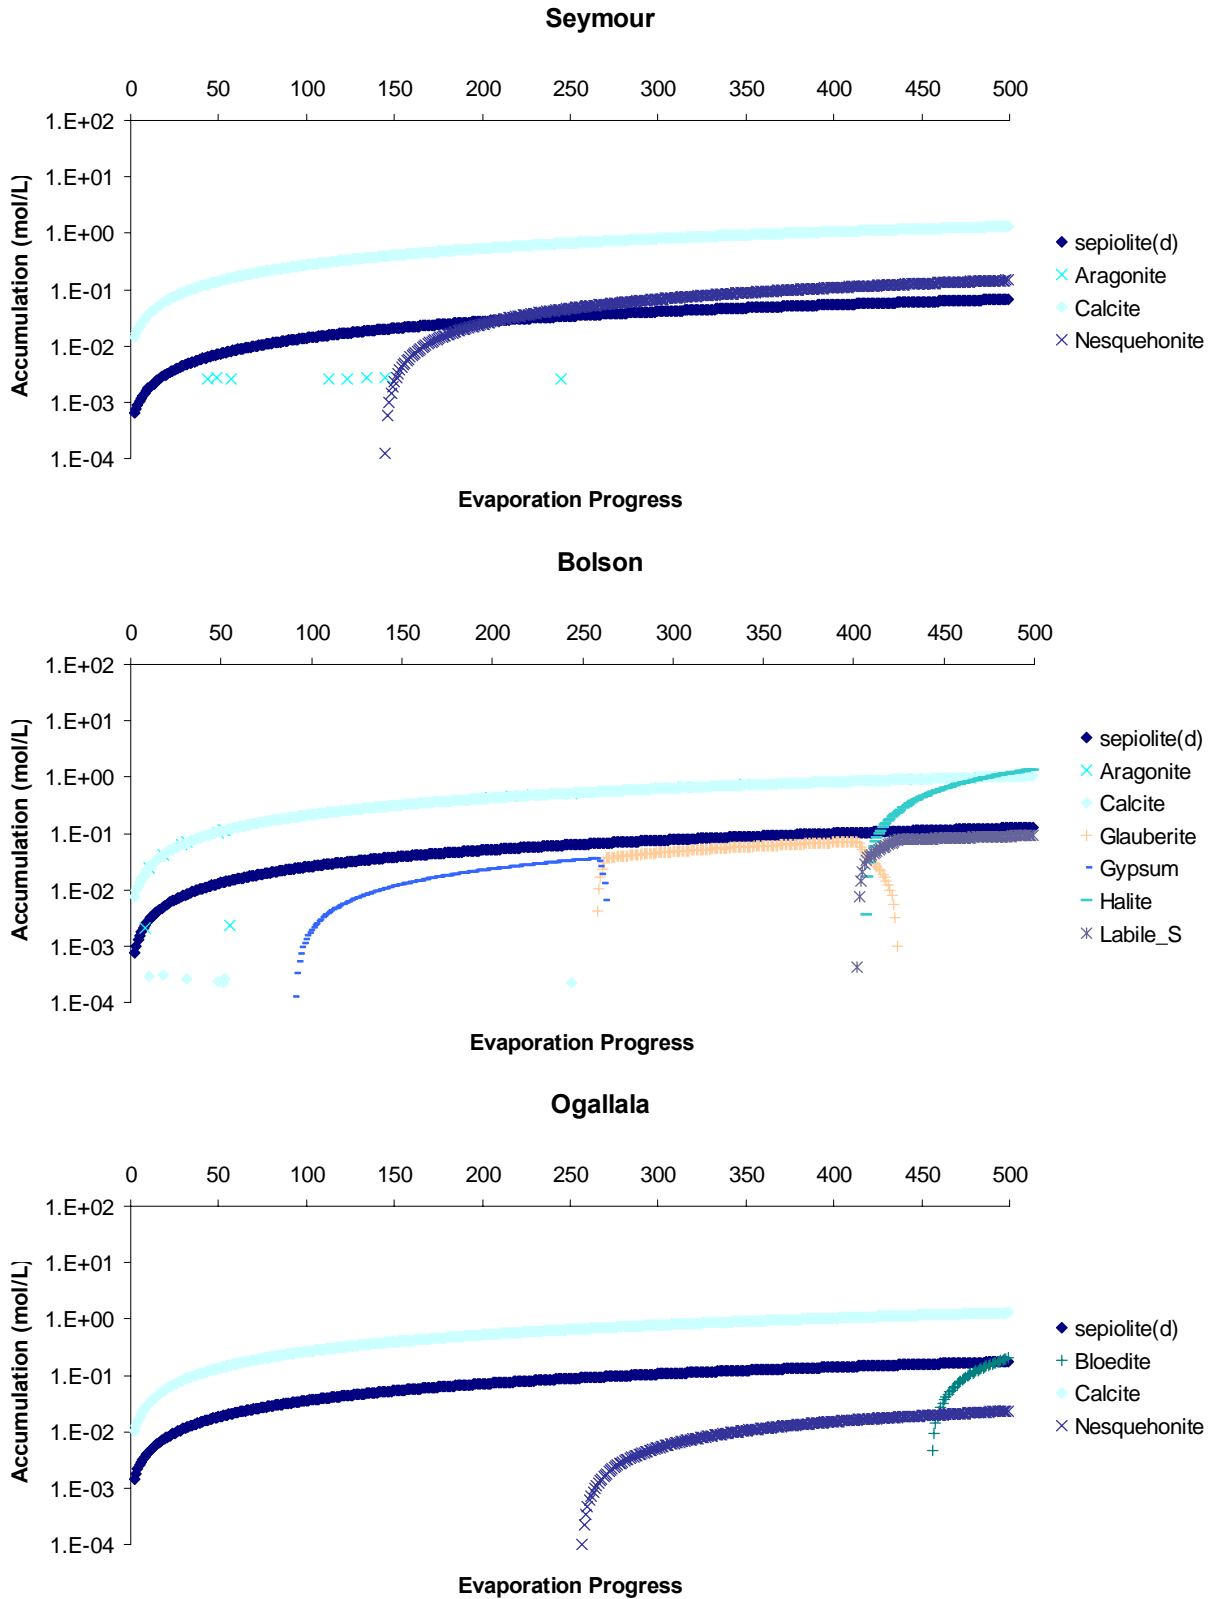 Seymour
0 50 100 150 200 250 300 350 400 450 500
1.E+02
1.E+01
1.E+00
1.E-01
1.E-02
1.E-03
1.E-04
Accumulation (mol/L)
Evaporation Progress
sepiolite(d)
Aragonite
Calcite
Nesquehonite
Bolson
0 50 100 150 200 250 300 350 400 450 500
1.E+02
1.E+01
1.E+00
1.E-01
1.E-02
1.E-03
1.E-04
Accumulation (mol/L)
Evaporation Progress
sepiolite(d)
Aragonite
Calcite
Glauberite
Gypsum
Halite
Labile_S
Ogallala
0 50 100 150 200 250 300 350 400 450 500
1.E+02
1.E+01
1.E+00
1.E-01
1.E-02
1.E-03
1.E-04
Accumulation (mol/L)
Evaporation Progress
sepiolite(d)
Bloedite
Calcite
Nesquehonite